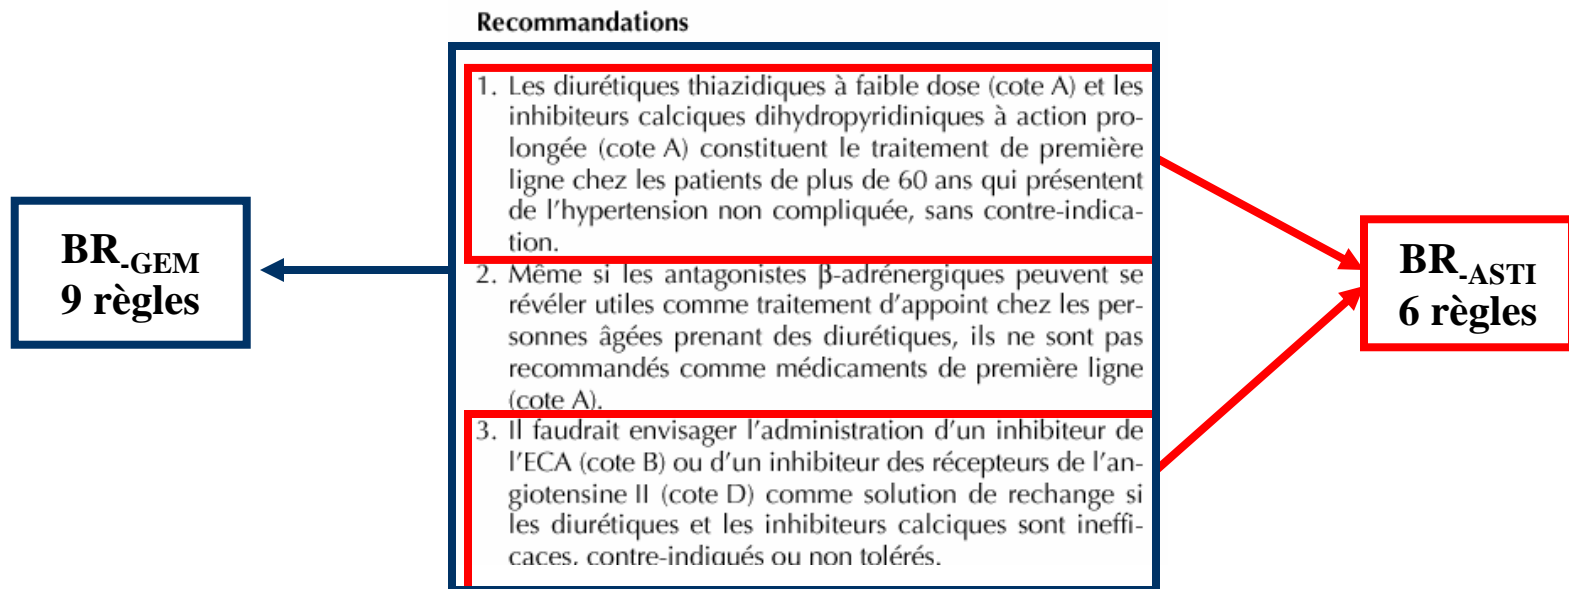 Recommandations
1. Les diurétiques thiazidiques à faible dose (cote A) et les
inhibiteurs calciques dihydropyridiniques à action pro-
longée (cote A) constituent le traitement de première
ligne chez les patients de plus de 60 ans qui présentent
de l'hypertension non compliquée, sans contre-indica-
tion.
2. Même si les antagonistes β-adrénergiques peuvent se
révéler utiles comme traitement d'appoint chez les per-
sonnes âgées prenant des diurétiques, ils ne sont pas
recommandés comme médicaments de première ligne
(cote A).
3. Il faudrait envisager l'administration d'un inhibiteur de
l'ECA (cote B) ou d'un inhibiteur des récepteurs de l'an-
giotensine II (cote D) comme solution de rechange si
les diurétiques et les inhibiteurs calciques sont ineffi-
caces, contre-indiqués ou non tolérés.
BR-GEM
9 règles
BR-ASTI
6 règles